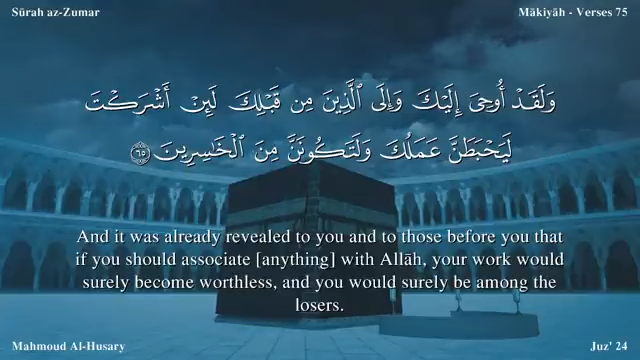 Sūrah az-Zumar
Mākiyāh - Verses 75
وَلَقَدْ أُوحِىَ إِلَيْكَ وَإِلَى ٱلَّذِينَ مِن قَبْلِكَ لَئِنْ أَشْرَكْتَ
لَيَحْبَطَنَّ عَمَلُكَ وَلَتَكُونَنَّ مِنَ ٱلْخَـٰسِرِينَ ٦٥
And it was already revealed to you and to those before you that
if you should associate [anything] with Allāh, your work would
surely become worthless, and you would surely be among the
losers.
Mahmoud Al-Husary
Juz' 24